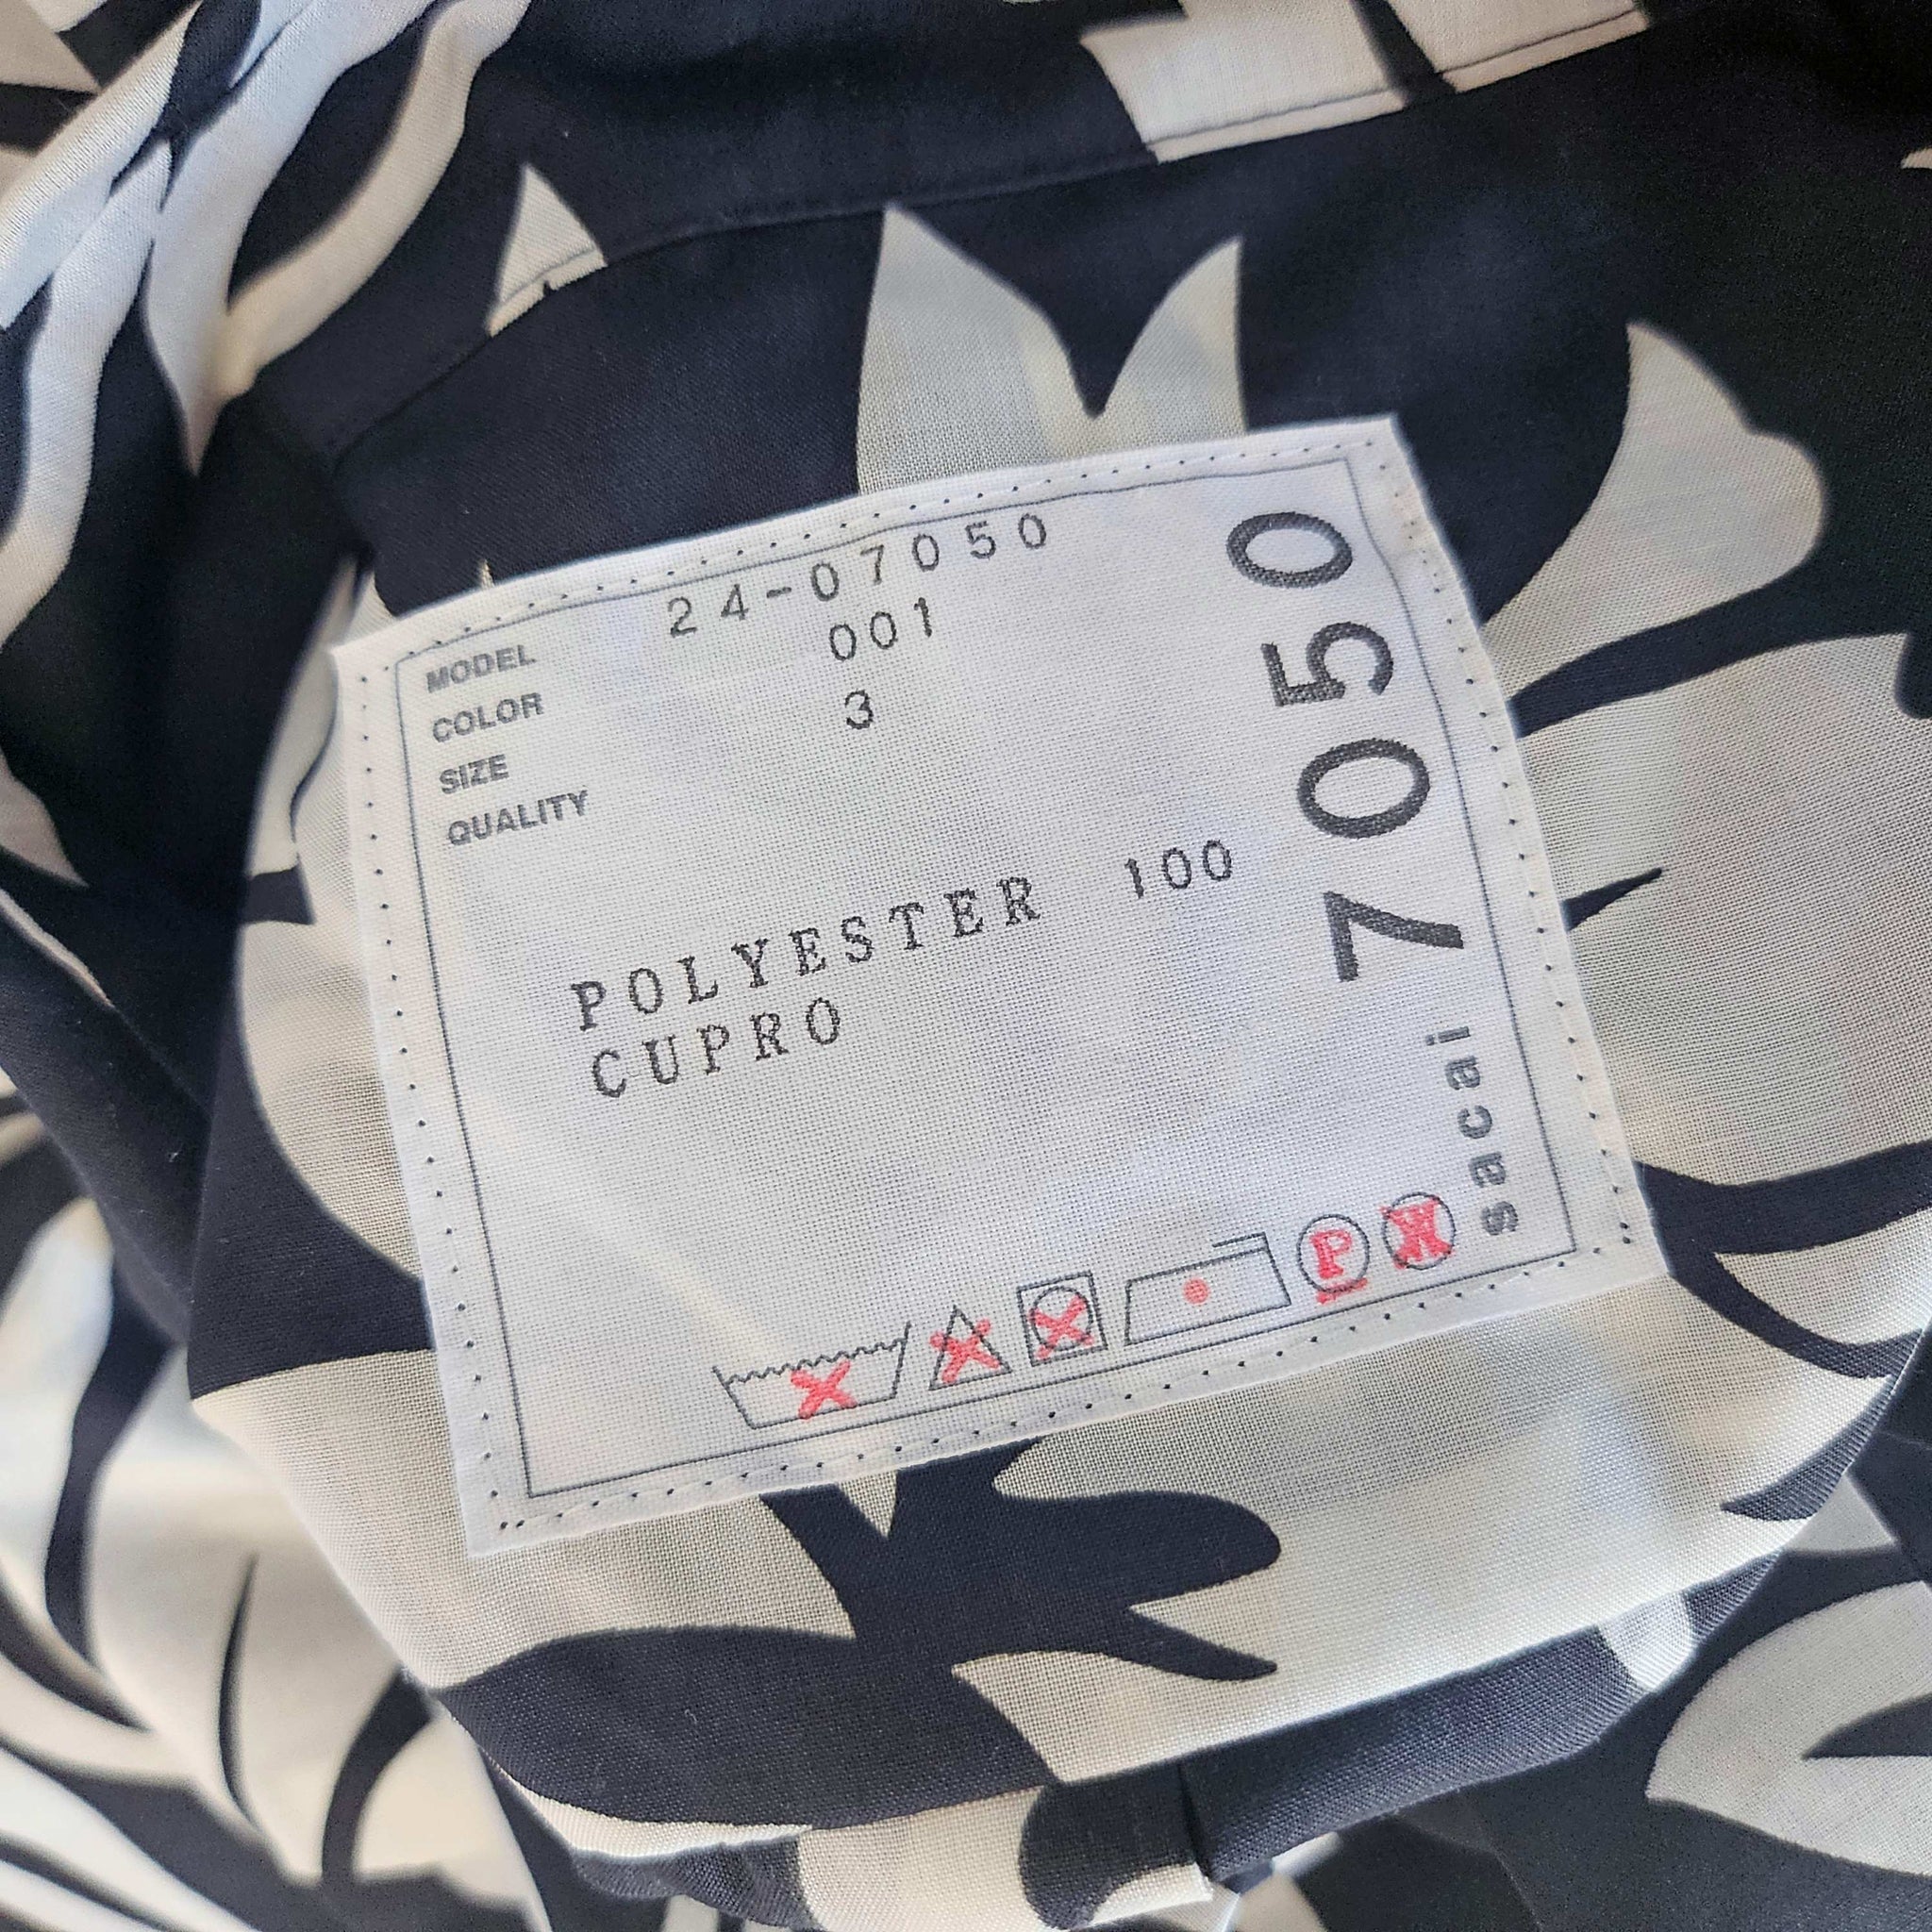 MODEL 24-07050
COLOR 001
SIZE 3
QUALITY
POLYESTER 100
CUPRO
7050
sacai
P
W